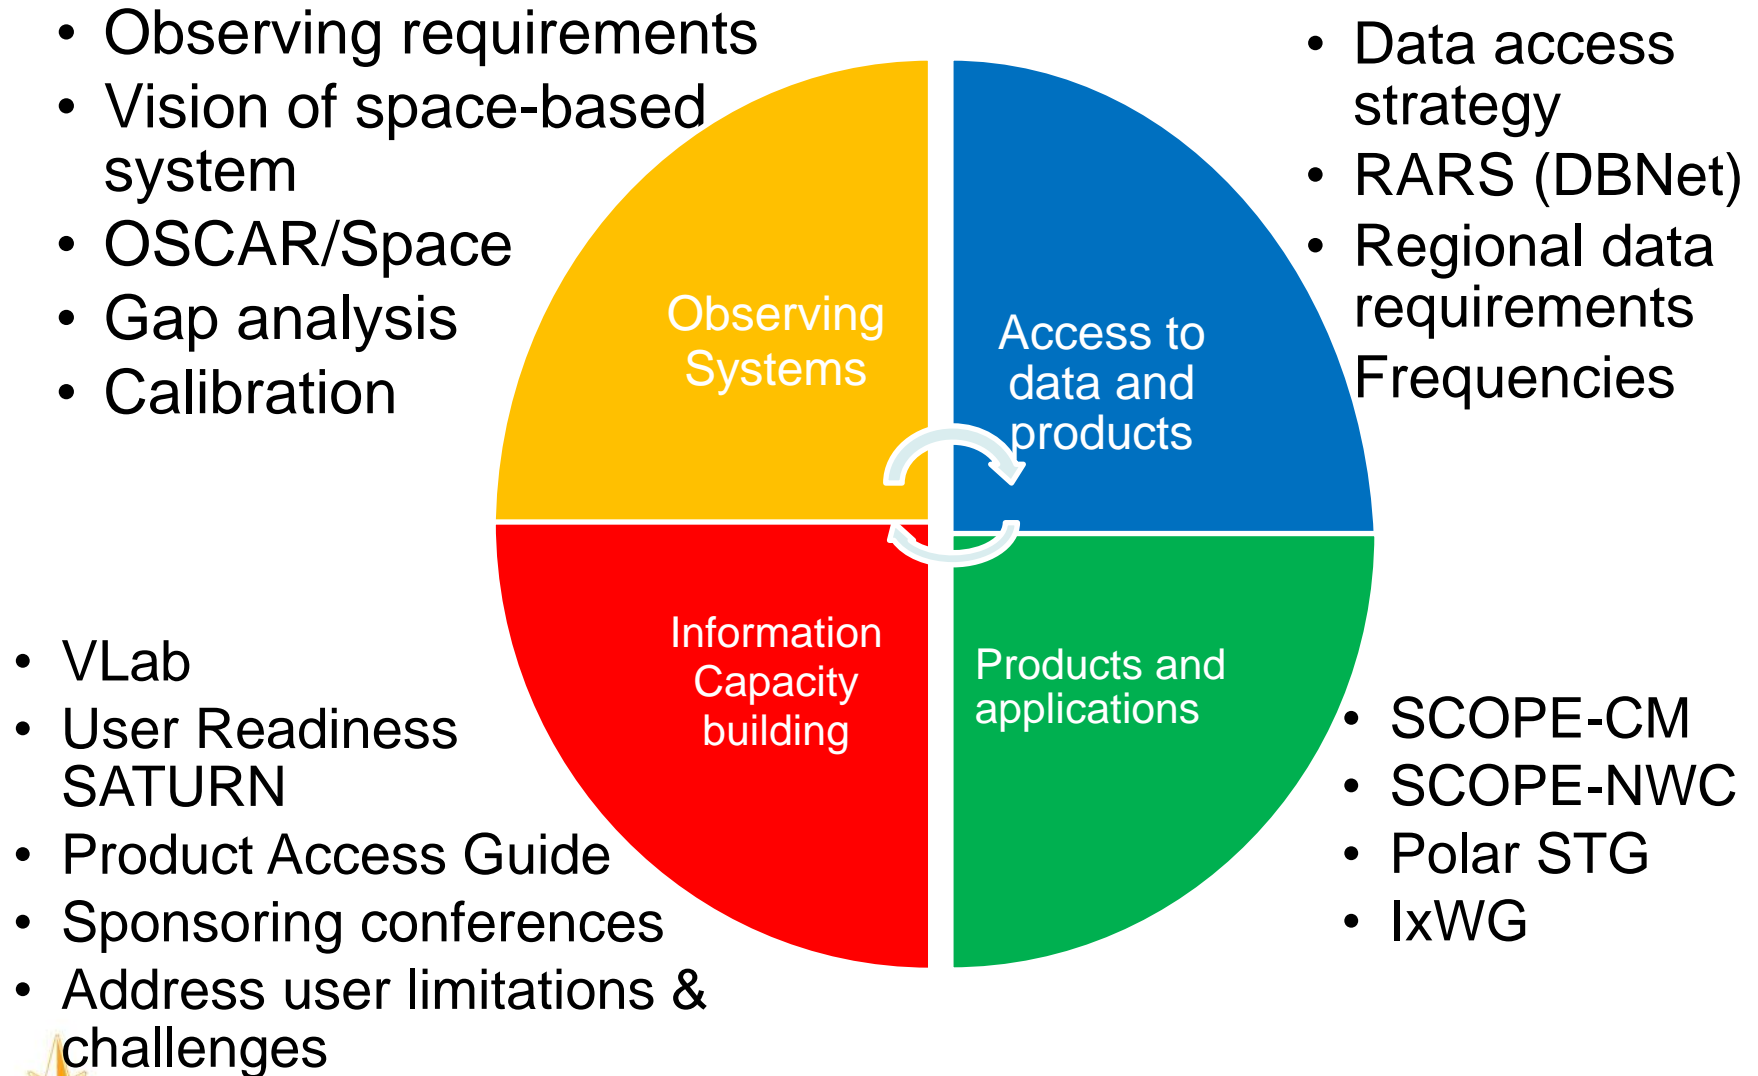 • Observing requirements
• Vision of space-based
system
• OSCAR/Space
• Gap analysis
• Calibration
• Data access
strategy
• RARS (DBNet)
• Regional data
requirements
Frequencies
Observing
Systems
Access to
data and
products
Information
Capacity
building
Products and
applications
• VLab
• User Readiness
SATURN
• Product Access Guide
• Sponsoring conferences
• Address user limitations &
challenges
• SCOPE-CM
• SCOPE-NWC
• Polar STG
• IxWG